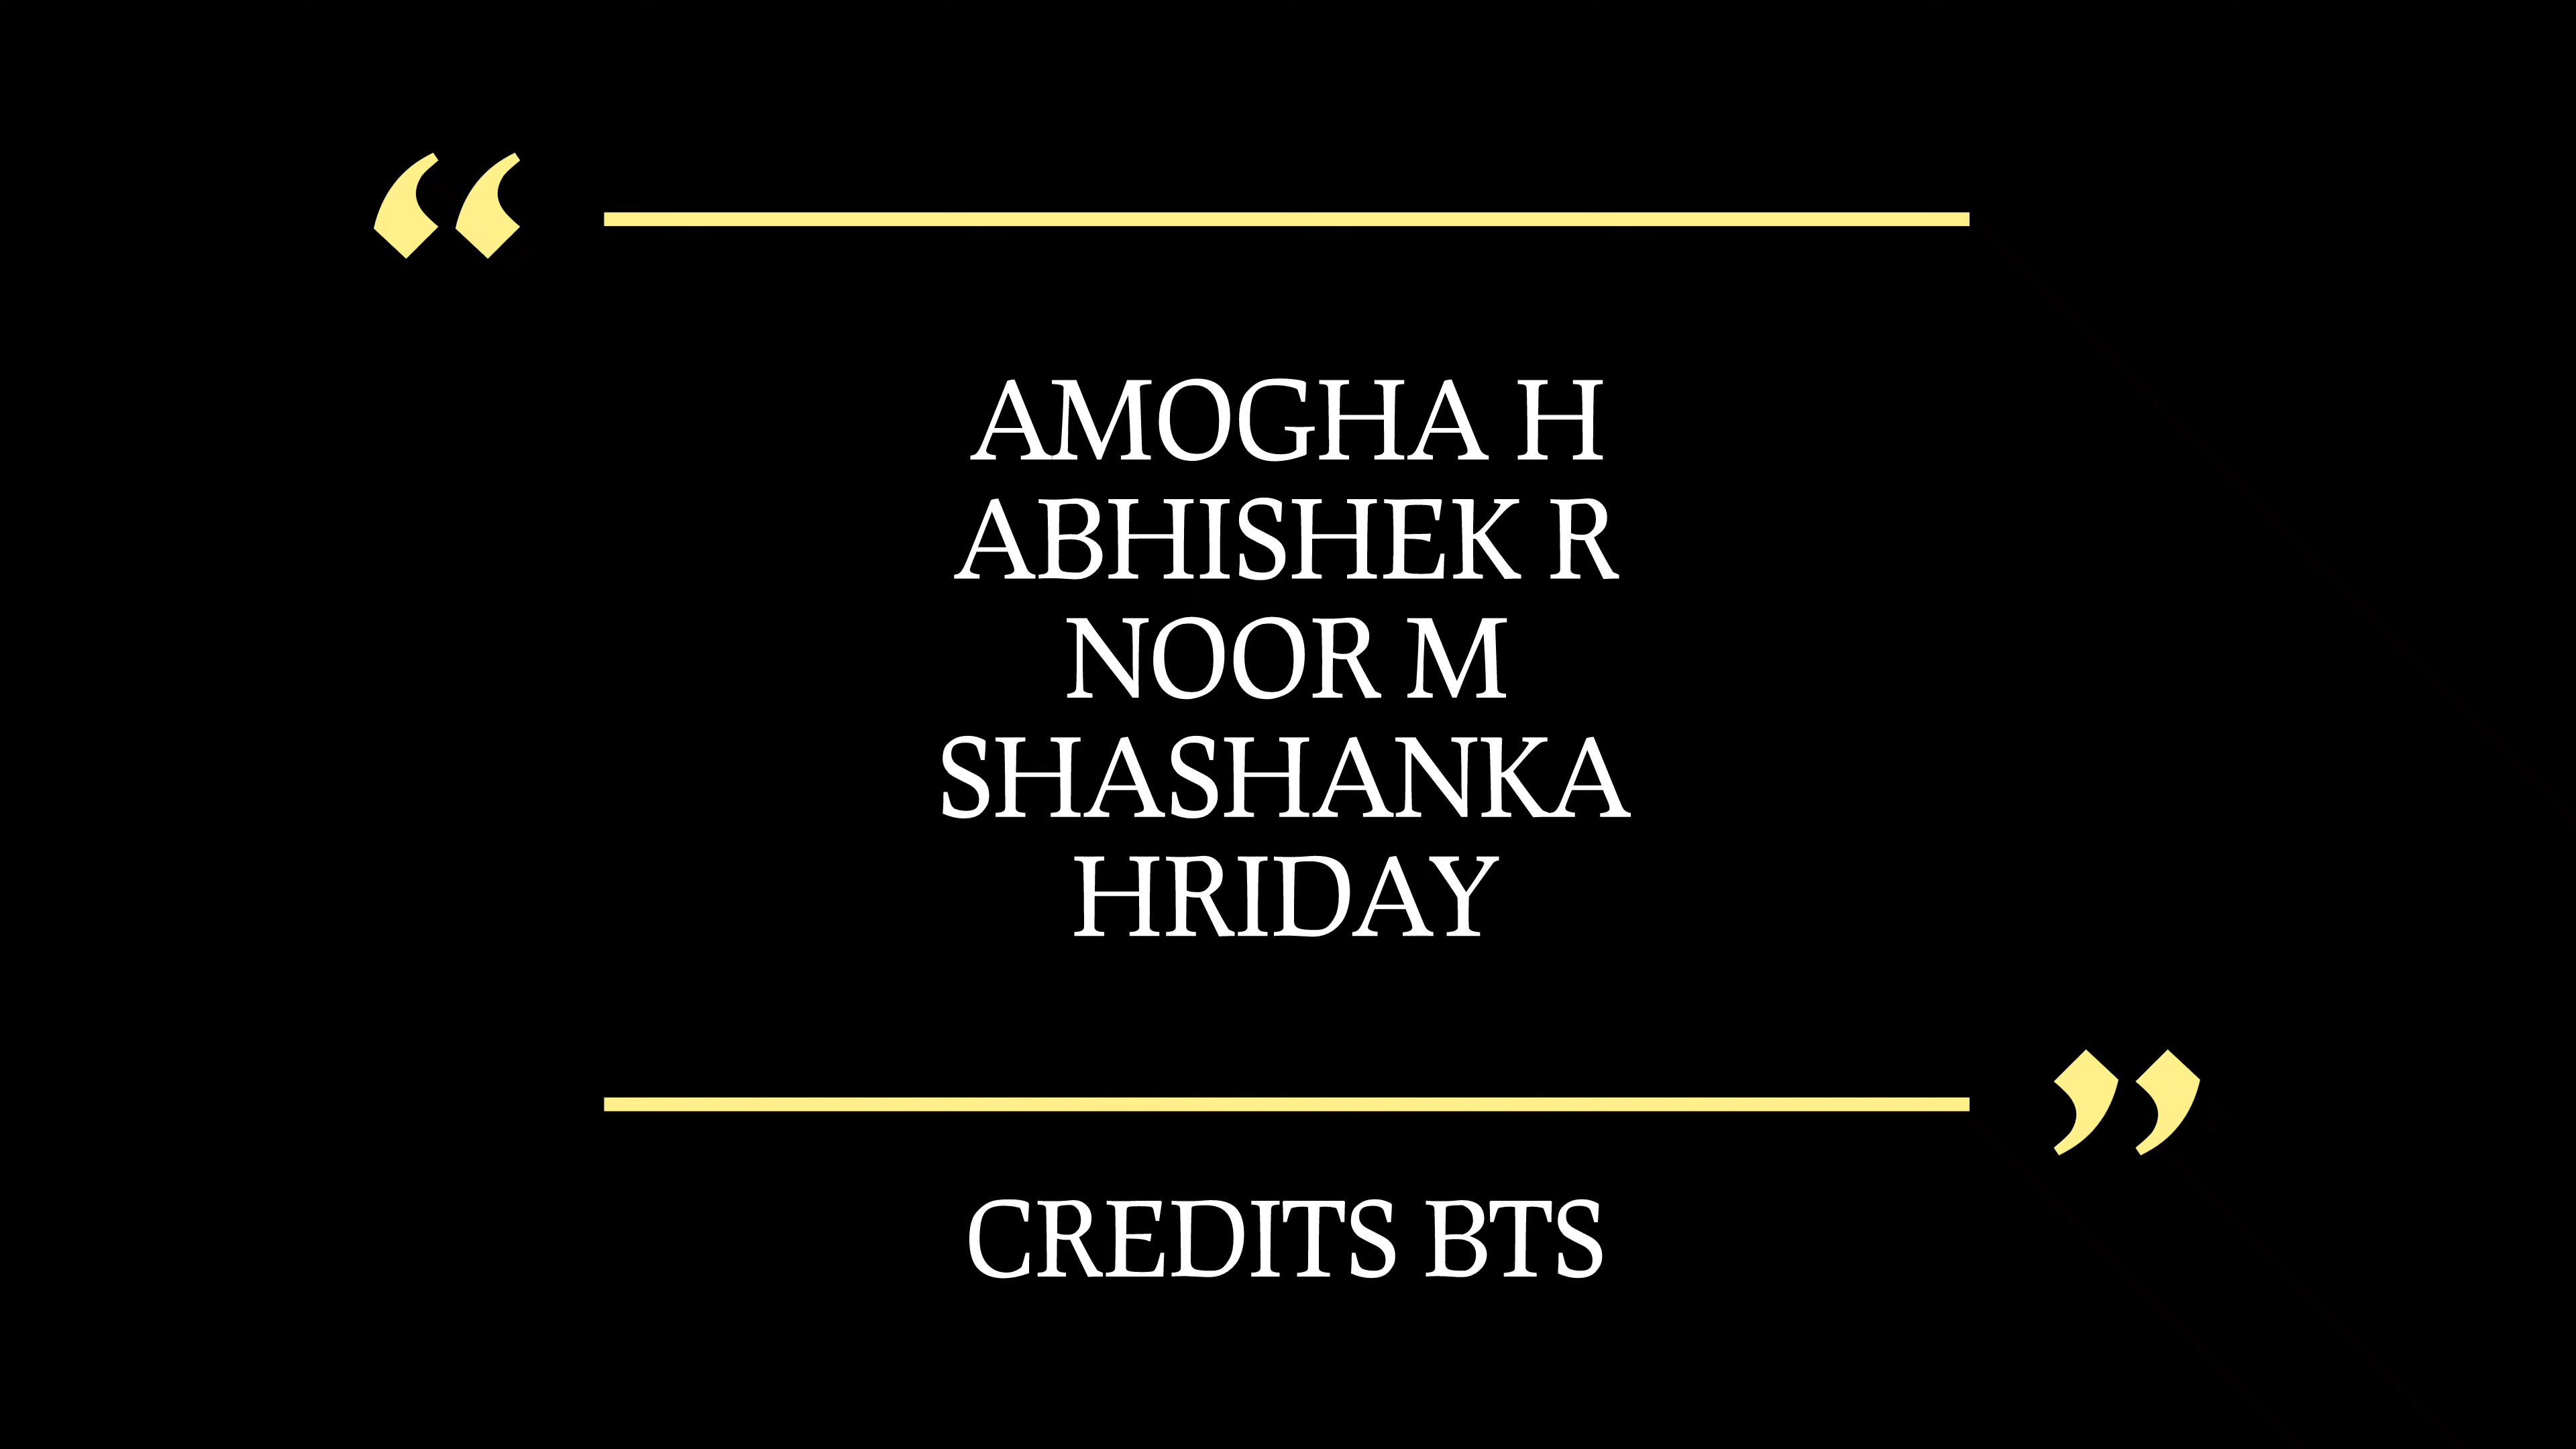 “
AMOGHA H
ABHISHEK R
NOOR M
SHASHANKA
HRIDAY
”
CREDITS BTS